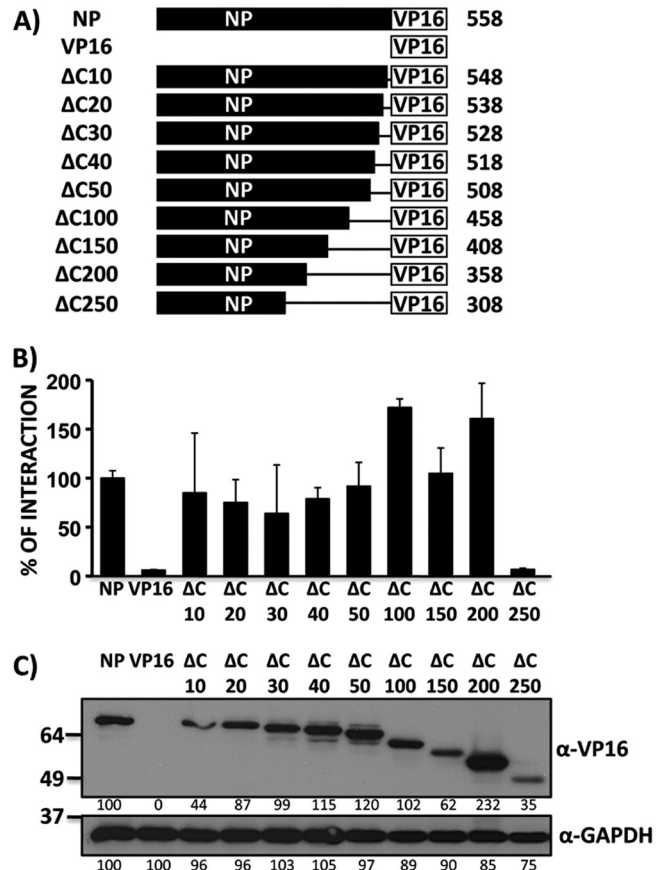 A)
NP NP VP16 558
VP16 VP16
ΔC10 NP VP16 548
ΔC20 NP VP16 538
ΔC30 NP VP16 528
ΔC40 NP VP16 518
ΔC50 NP VP16 508
ΔC100 NP VP16 458
ΔC150 NP VP16 408
ΔC200 NP VP16 358
ΔC250 NP VP16 308
B)
% OF INTERACTION
200
150
100
50
0
NP VP16 ΔC ΔC ΔC ΔC ΔC ΔC ΔC ΔC ΔC
10 20 30 40 50 100 150 200 250
C)
NP VP16 ΔC ΔC ΔC ΔC ΔC ΔC ΔC ΔC ΔC
10 20 30 40 50 100 150 200 250
64
α-VP16
49
100 0 44 87 99 115 120 102 62 232 35
37
α-GAPDH
100 100 96 96 103 105 97 89 90 85 75